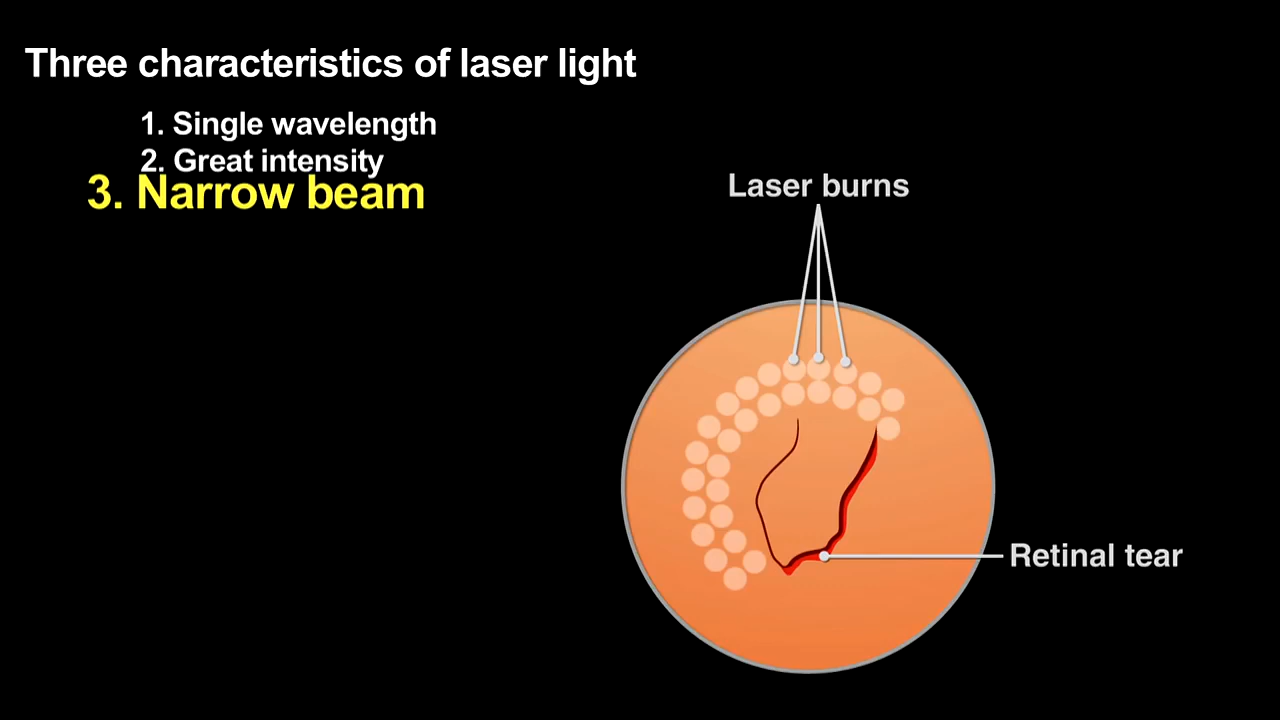 Three characteristics of laser light
1. Single wavelength
2. Great intensity
3. Narrow beam
Laser burns
Retinal tear